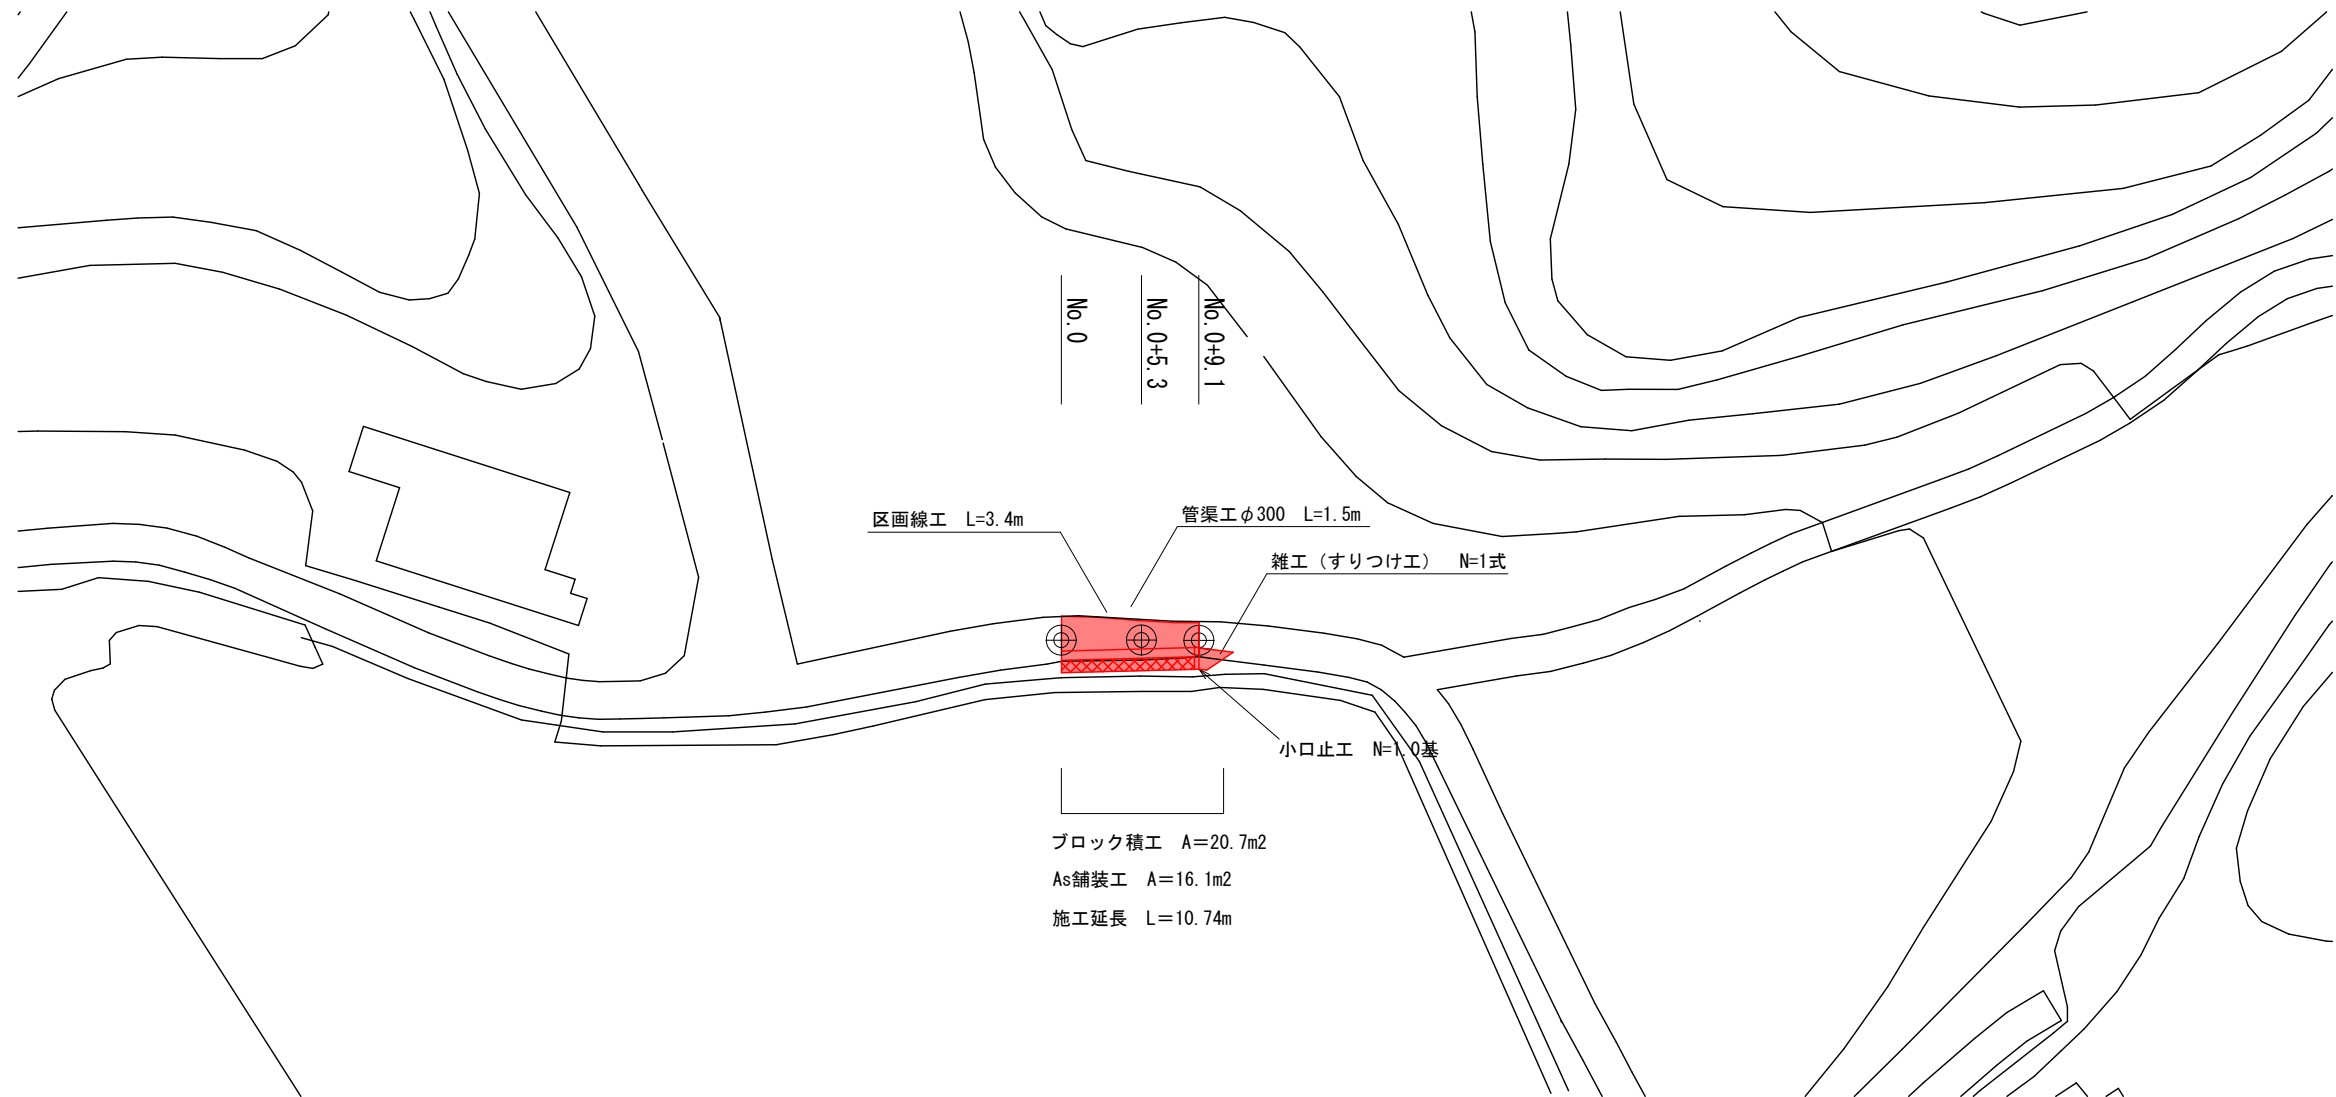 No.0
No.0+5.3
No.0+9.1
区画線工　L=3.4m
管渠工φ300　L=1.5m
雑工（すりつけ工）　N=1式
小口止工　N=1.0基
ブロック積工　A＝20.7m2
As舗装工　A＝16.1m2
施工延長　L＝10.74m